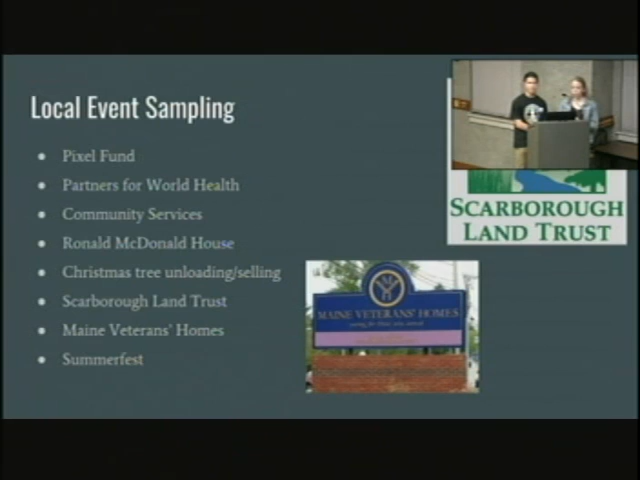 Local Event Sampling
Pixel Fund
Partners for World Health
Community Services
Ronald McDonald House
Christmas tree unloading/selling
Scarborough Land Trust
Maine Veterans' Homes
Summerfest
SCARBOROUGH
LAND TRUST
MAINE VETERANS' HOMES